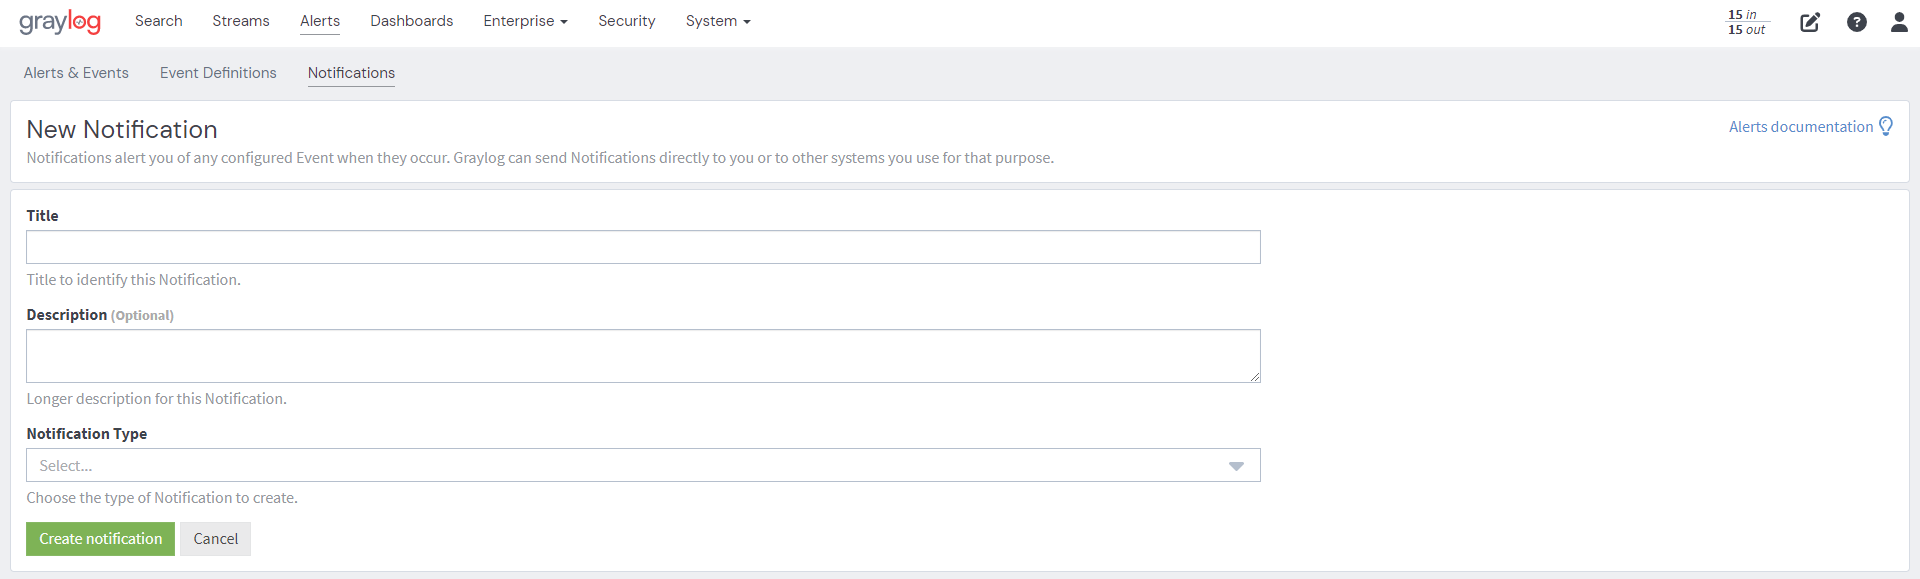 graylog Search Streams Alerts Dashboards Enterprise Security System 15 in
15 out
Alerts & Events Event Definitions Notifications
New Notification
Alerts documentation
Notifications alert you of any configured Event when they occur. Graylog can send Notifications directly to you or to other systems you use for that purpose.
Title
Title to identify this Notification.
Description (Optional)
Longer description for this Notification.
Notification Type
Select...
Choose the type of Notification to create.
Create notification Cancel